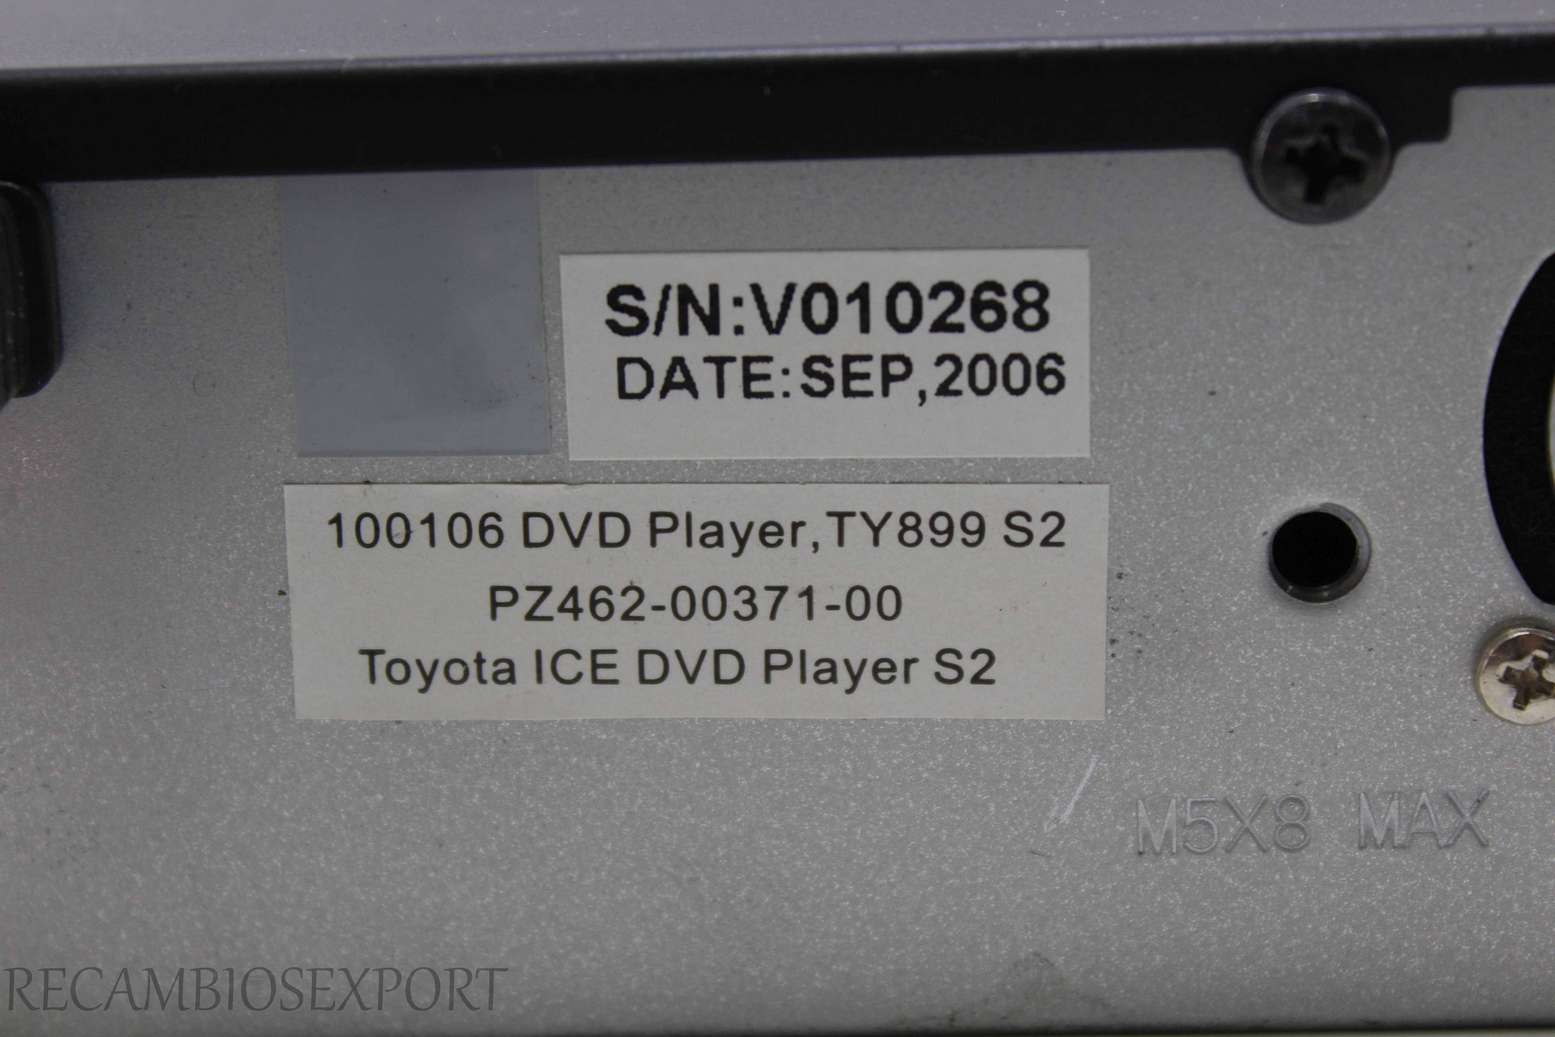 S/N:V010268
DATE:SEP,2006
100106 DVD Player,TY899 S2
PZ462-00371-00
Toyota ICE DVD Player S2
M5X8 MAX
RECAMBIOSEXPORT